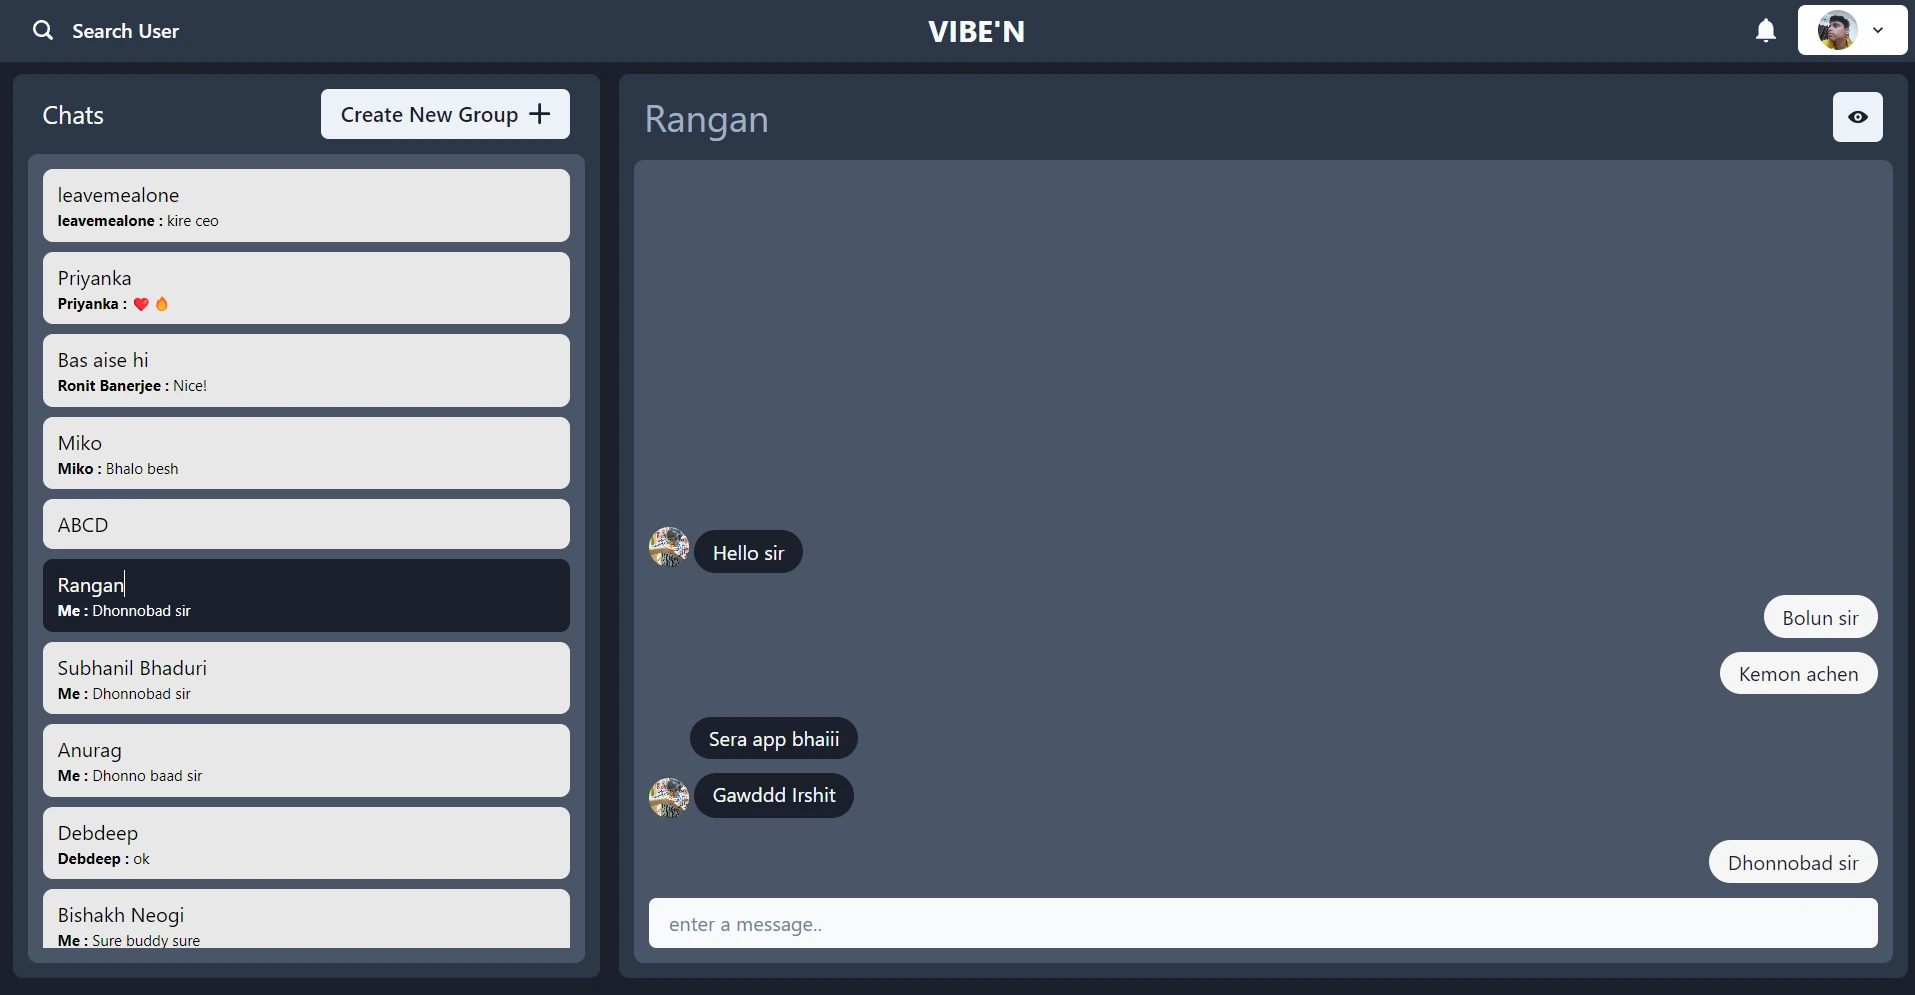 Search User
VIBE'N
Chats
Create New Group
leavemealone
leavemealone : kire ceo
Priyanka
Priyanka : ❤️ 🔥
Bas aise hi
Ronit Banerjee : Nice!
Miko
Miko : Bhalo besh
ABCD
Rangan
Me : Dhonnobad sir
Subhanil Bhaduri
Me : Dhonnobad sir
Anurag
Me : Dhonno baad sir
Debdeep
Debdeep : ok
Bishakh Neogi
Me : Sure buddy sure
Rangan
Hello sir
Bolun sir
Kemon achen
Sera app bhaiii
Gawddd Irshit
Dhonnobad sir
enter a message..